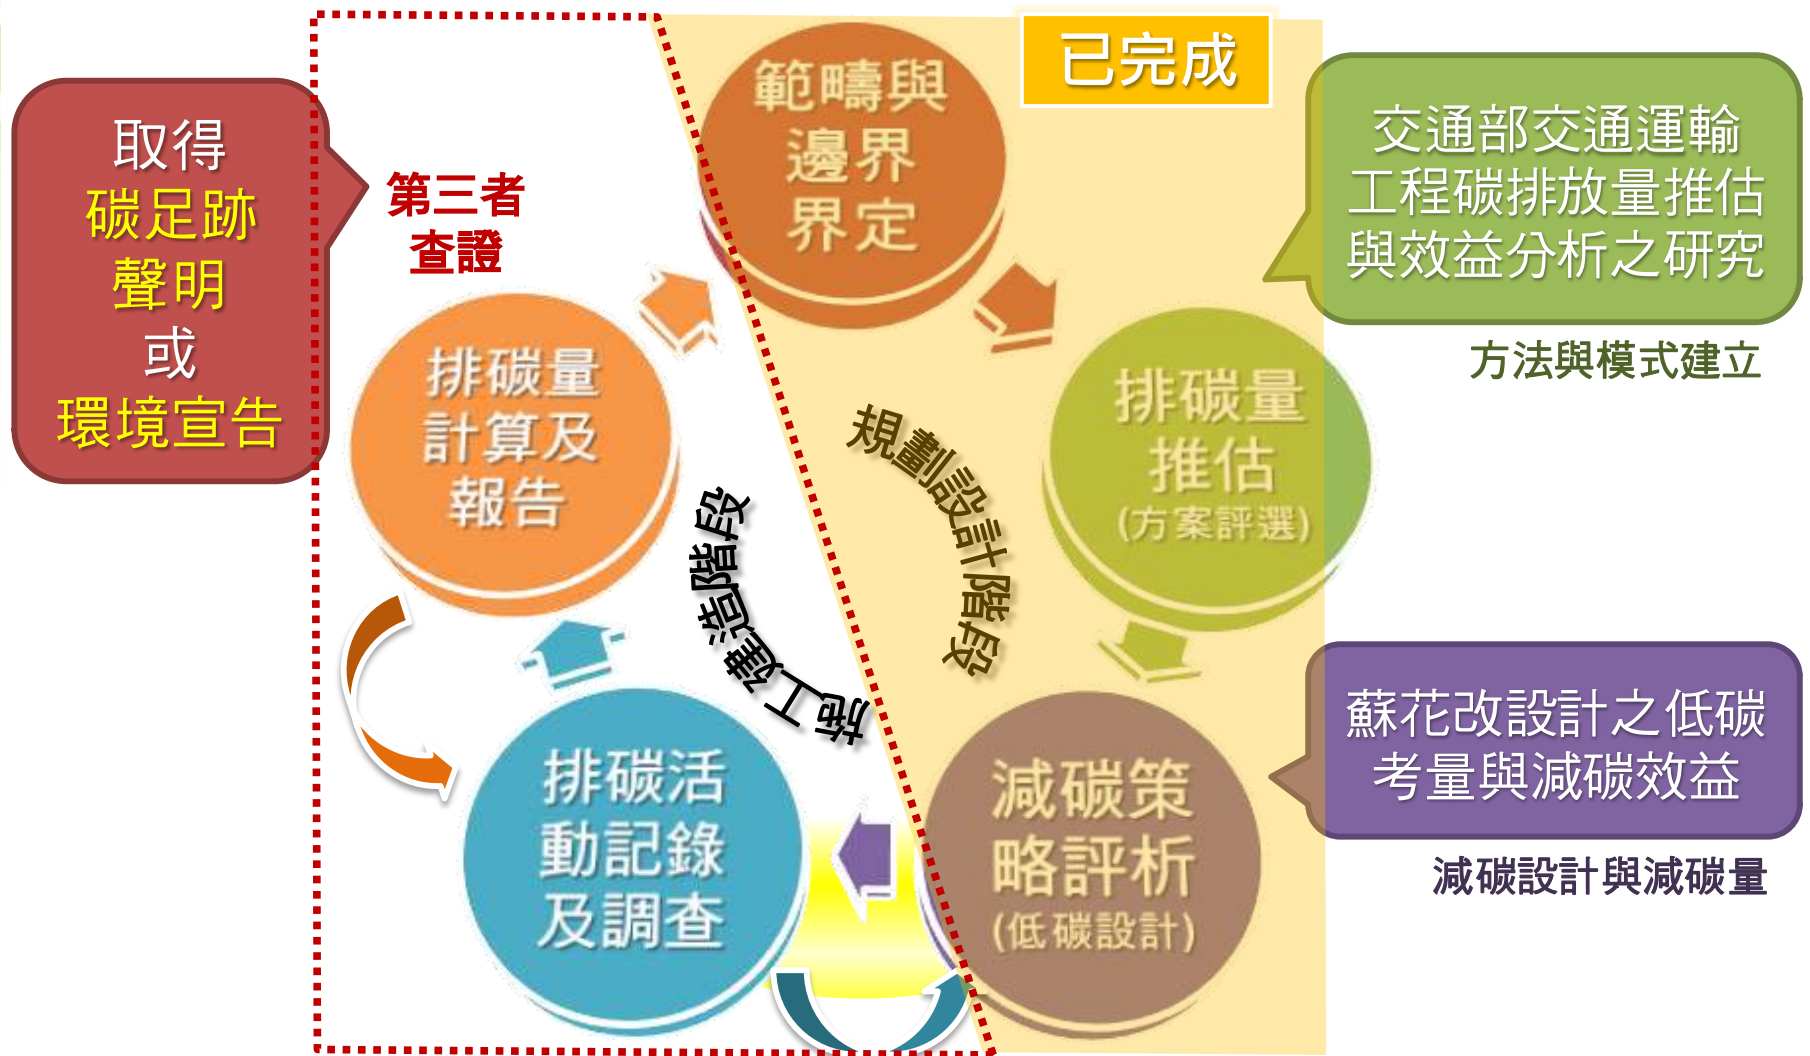 已完成
範疇與
邊界
界定
交通部交通運輸
工程碳排放量推估
與效益分析之研究
方法與模式建立
取得
碳足跡
聲明
或
環境宣告
第三者
查證
排碳量
計算及
報告
排碳量
推估
(方案評選)
規劃設計階段
施工建造階段
排碳活
動記錄
及調查
減碳策
略評析
(低碳設計)
蘇花改設計之低碳
考量與減碳效益
減碳設計與減碳量